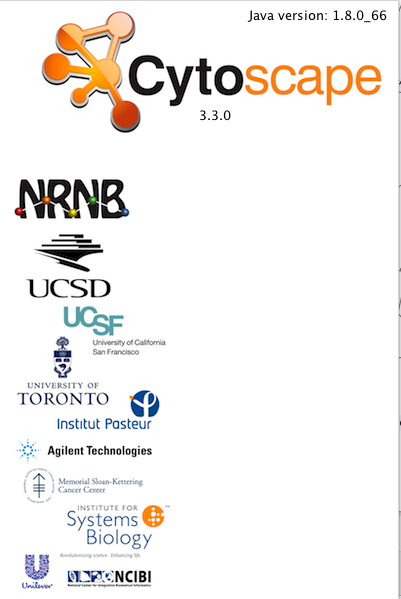 Java version: 1.8.0_66
Cytoscape
3.3.0
NRNB
UCSD
UCSF
University of California
San Francisco
UNIVERSITY OF
TORONTO
Institut Pasteur
Agilent Technologies
Memorial Sloan-Kettering
Cancer Center
INSTITUTE FOR
Systems
Biology
Revolutionizing science Enhancing life
Unilever
NCIBI
National Center for Integrative Biomedical Informatics